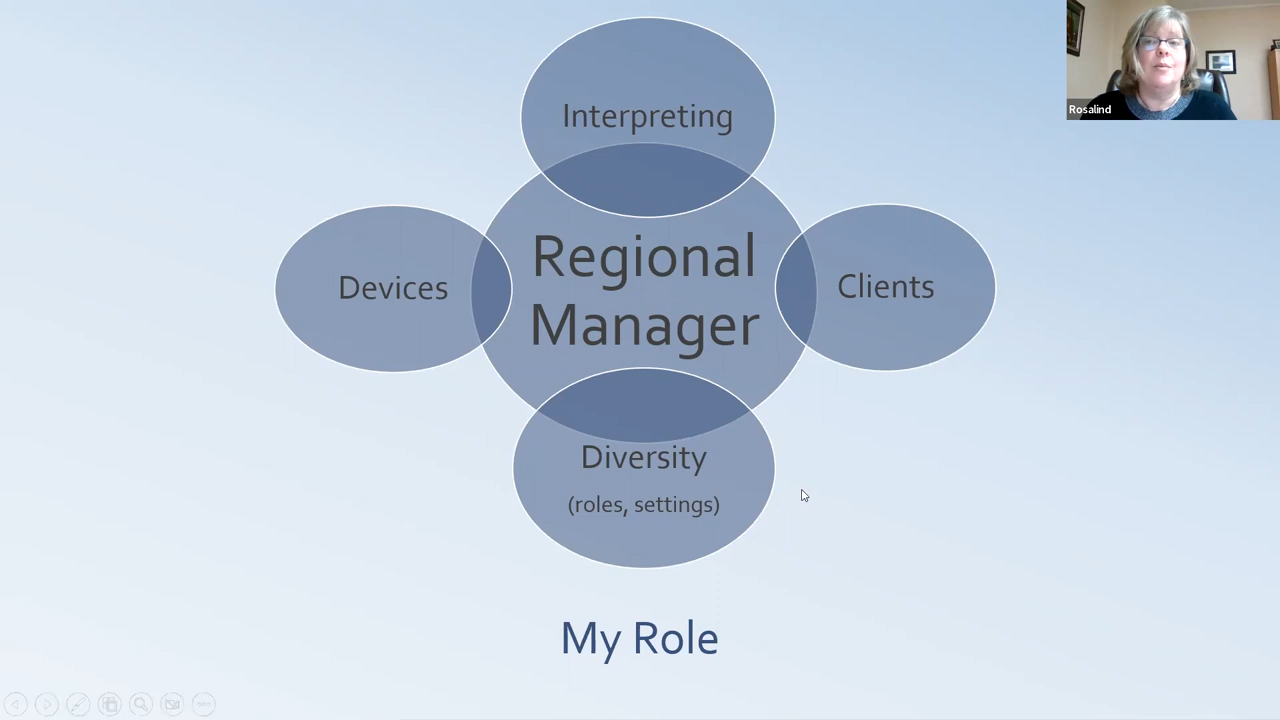 Interpreting
Rosalind
Regional
Manager
Devices
Clients
Diversity
(roles, settings)
My Role